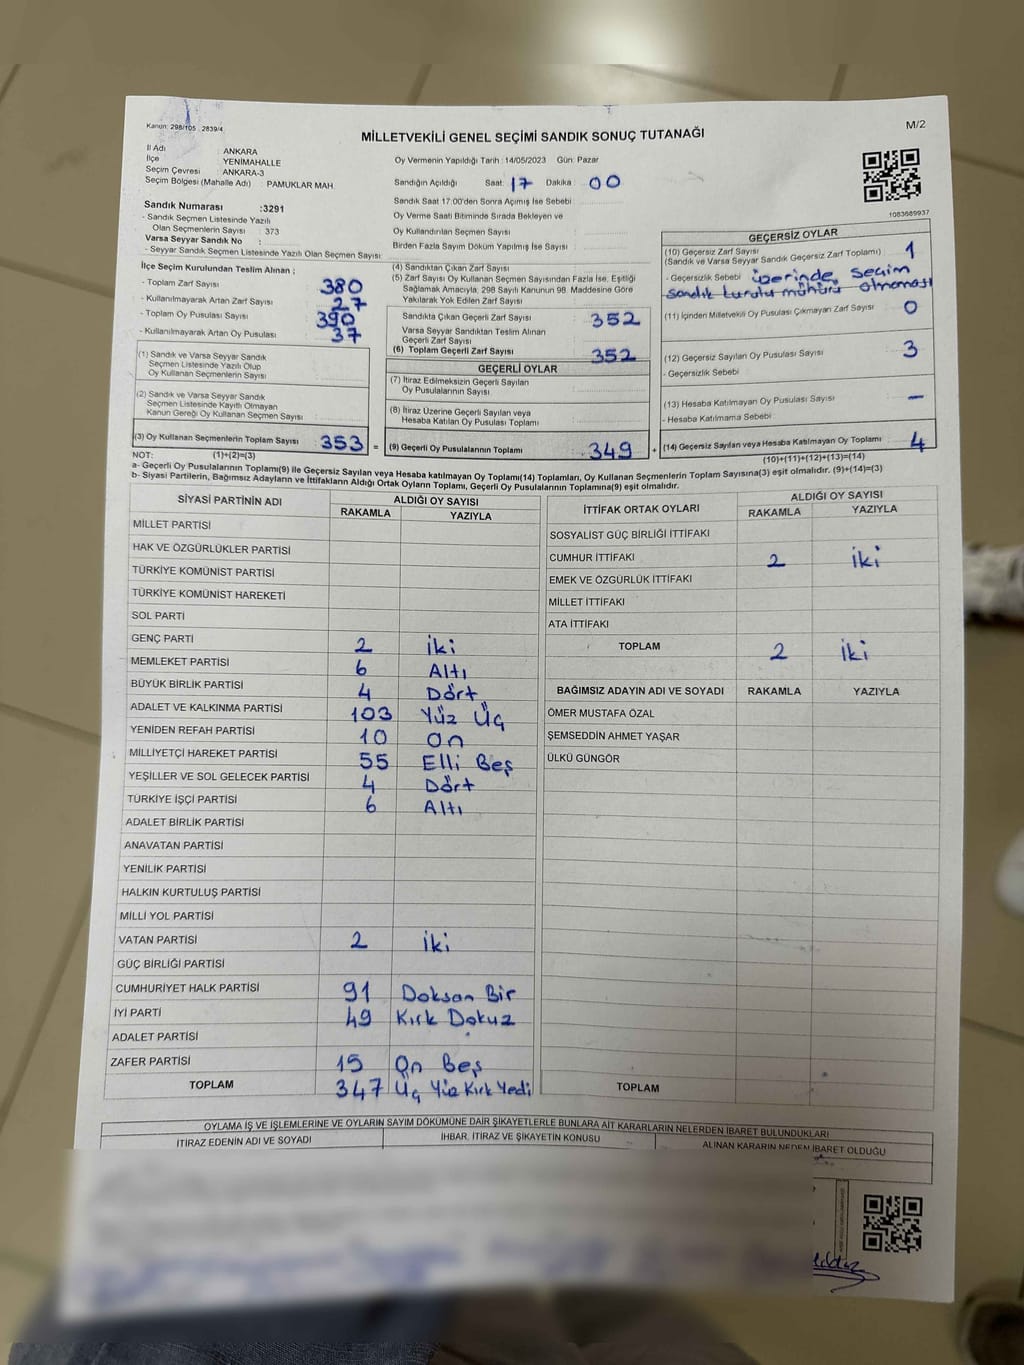 Kanun: 298/105 2839/4
MİLLETVEKİLİ GENEL SEÇİMİ SANDIK SONUÇ TUTANAĞI
M/2
İl Adı : ANKARA
İlçe : YENİMAHALLE
Seçim Çevresi : ANKARA-3
Seçim Bölgesi (Mahalle Adı) : PAMUKLAR MAH.
Oy Vermenin Yapıldığı Tarih : 14/05/2023 Gün: Pazar
Sandığın Açıldığı Saat: 17 Dakika : 00
Sandık Saat 17:00'den Sonra Açımış İse Sebebi :
Oy Verme Saati Bitiminde Sırada Bekleyen ve
Oy Kullandırılan Seçmen Sayısı :
Birden Fazla Sayım Döküm Yapılmış İse Sayısı :
1083689937
Sandık Numarası :3291
- Sandık Seçmen Listesinde Yazılı
Olan Seçmenlerin Sayısı : 373
Varsa Seyyar Sandık No :
- Seyyar Sandık Seçmen Listesinde Yazılı Olan Seçmen Sayısı:
İlçe Seçim Kurulundan Teslim Alınan ;
- Toplam Zarf Sayısı : 380
- Kullanılmayarak Artan Zarf Sayısı : 27
- Toplam Oy Pusulası Sayısı : 390
- Kullanılmayarak Artan Oy Pusulası : 37
(1) Sandık ve Varsa Seyyar Sandık
Seçmen Listesinde Yazılı Olup
Oy Kullanan Seçmenlerin Sayısı :
(2) Sandık ve Varsa Seyyar Sandık
Seçmen Listesinde Kayıtlı Olmayan
Kanun Gereği Oy Kullanan Seçmen Sayısı :
(3) Oy Kullanan Seçmenlerin Toplam Sayısı : 353 =
(4) Sandıktan Çıkan Zarf Sayısı :
(5) Zarf Sayısı Oy Kullanan Seçmen Sayısından Fazla İse, Eşitliği
Sağlamak Amacıyla, 298 Sayılı Kanunun 98. Maddesine Göre
Yakılarak Yok Edilen Zarf Sayısı :
Sandıkta Çıkan Geçerli Zarf Sayısı : 352
Varsa Seyyar Sandıktan Teslim Alınan
Geçerli Zarf Sayısı :
(6) Toplam Geçerli Zarf Sayısı : 352
GEÇERLİ OYLAR
(7) İtiraz Edilmeksizin Geçerli Sayılan
Oy Pusulalarının Sayısı :
(8) İtiraz Üzerine Geçerli Sayılan veya
Hesaba Katılan Oy Pusulaları Toplamı :
(9) Geçerli Oy Pusulalarının Toplamı : 349 +
GEÇERSİZ OYLAR
(10) Geçersiz Zarf Sayısı : 1
(Sandık ve Varsa Seyyar Sandık Geçersiz Zarf Toplamı)
- Geçersizlik Sebebi : üzerinde seçim
sandık kurulu mühürü olmaması
(11) İçinden Milletvekili Oy Pusulası Çıkmayan Zarf Sayısı : 0
(12) Geçersiz Sayılan Oy Pusulası Sayısı : 3
- Geçersizlik Sebebi :
(13) Hesaba Katılmayan Oy Pusulası Sayısı : –
- Hesaba Katılmama Sebebi :
(14) Geçersiz Sayılan veya Hesaba Katılmayan Oy Toplamı : 4
NOT: (1)+(2)=(3)
(10)+(11)+(12)+(13)=(14)
a- Geçerli Oy Pusulalarının Toplamı(9) ile Geçersiz Sayılan veya Hesaba katılmayan Oy Toplamı(14) Toplamları, Oy Kullanan Seçmenlerin Toplam Sayısına(3) eşit olmalıdır. (9)+(14)=(3)
b- Siyasi Partilerin, Bağımsız Adayların ve İttifakların Aldığı Ortak Oyların Toplamı, Geçerli Oy Pusulalarının Toplamına(9) eşit olmalıdır.
SİYASİ PARTİNİN ADI ALDIĞI OY SAYISI
RAKAMLA YAZIYLA
MİLLET PARTİSİ
HAK VE ÖZGÜRLÜKLER PARTİSİ
TÜRKİYE KOMÜNİST PARTİSİ
TÜRKİYE KOMÜNİST HAREKETİ
SOL PARTİ
GENÇ PARTİ 2 iki
MEMLEKET PARTİSİ 6 Altı
BÜYÜK BİRLİK PARTİSİ 4 Dört
ADALET VE KALKINMA PARTİSİ 103 Yüz Üç
YENİDEN REFAH PARTİSİ 10 on
MİLLİYETÇİ HAREKET PARTİSİ 55 Elli Beş
YEŞİLLER VE SOL GELECEK PARTİSİ 4 Dört
TÜRKİYE İŞÇİ PARTİSİ 6 Altı
ADALET BİRLİK PARTİSİ
ANAVATAN PARTİSİ
YENİLİK PARTİSİ
HALKIN KURTULUŞ PARTİSİ
MİLLİ YOL PARTİSİ
VATAN PARTİSİ 2 iki
GÜÇ BİRLİĞİ PARTİSİ
CUMHURİYET HALK PARTİSİ 91 Doksan Bir
İYİ PARTİ 49 Kırk Dokuz
ADALET PARTİSİ
ZAFER PARTİSİ 15 On Beş
TOPLAM 347 Üç Yüz Kırk Yedi
İTTİFAK ORTAK OYLARI ALDIĞI OY SAYISI
RAKAMLA YAZIYLA
SOSYALİST GÜÇ BİRLİĞİ İTTİFAKI
CUMHUR İTTİFAKI 2 iki
EMEK VE ÖZGÜRLÜK İTTİFAKI
MİLLET İTTİFAKI
ATA İTTİFAKI
TOPLAM 2 iki
BAĞIMSIZ ADAYIN ADI VE SOYADI RAKAMLA YAZIYLA
ÖMER MUSTAFA ÖZAL
ŞEMSEDDİN AHMET YAŞAR
ÜLKÜ GÜNGÖR
TOPLAM
OYLAMA İŞ VE İŞLEMLERİNE VE OYLARIN SAYIM DÖKÜMÜNE DAİR ŞİKAYETLERLE BUNLARA AİT KARARLARIN NELERDEN İBARET BULUNDUKLARI
İTİRAZ EDENİN ADI VE SOYADI İHBAR, İTİRAZ VE ŞİKAYETİN KONUSU ALINAN KARARIN NEDEN İBARET OLDUĞU